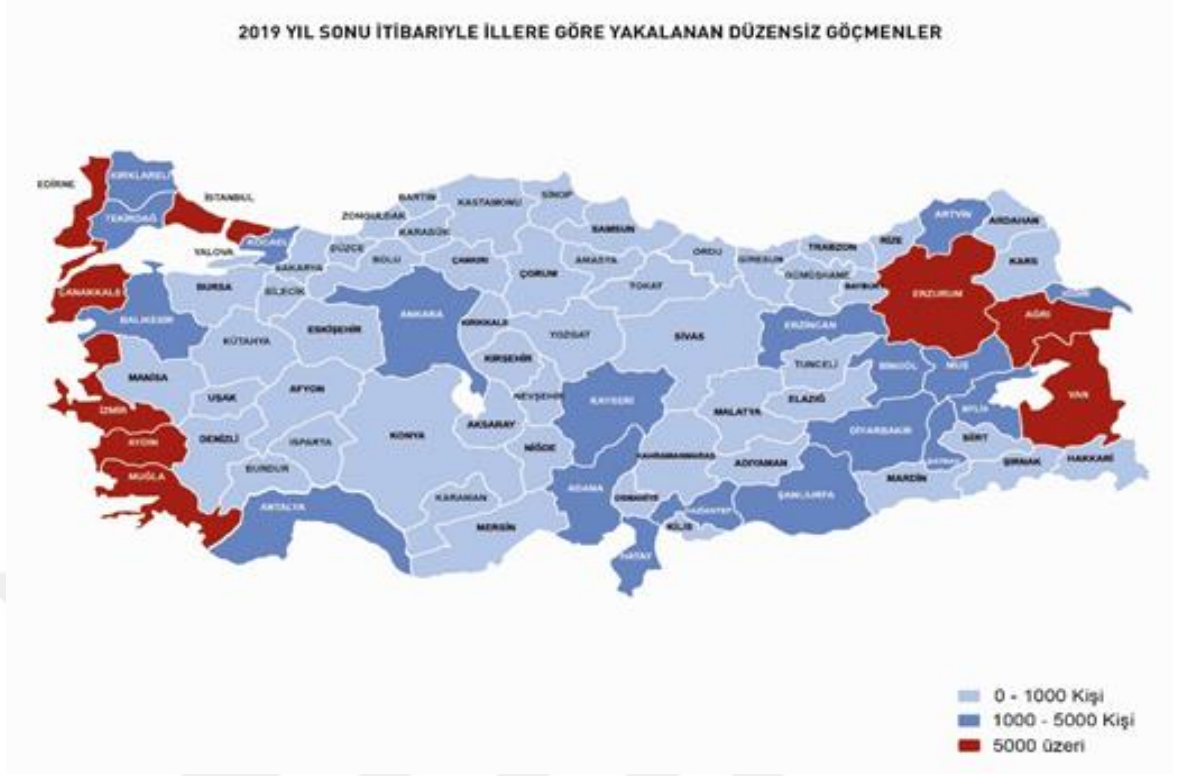 2019 YIL SONU İTİBARIYLE İLLERE GÖRE YAKALANAN DÜZENSİZ GÖÇMENLER
EDİRNE
KIRKLARELİ
TEKİRDAĞ
İSTANBUL
YALOVA
KOCAELİ
SAKARYA
DÜZCE
ZONGULDAK
BARTIN
KARABÜK
KASTAMONU
SİNOP
SAMSUN
BOLU
ÇANKIRI
ÇORUM
AMASYA
TOKAT
ORDU
GİRESUN
TRABZON
GÜMÜŞHANE
BAYBURT
RİZE
ARTVİN
ARDAHAN
KARS
ERZURUM
AĞRI
ÇANAKKALE
BALIKESİR
BURSA
BİLECİK
KÜTAHYA
ESKİŞEHİR
ANKARA
KIRIKKALE
KIRŞEHİR
YOZGAT
SİVAS
ERZİNCAN
TUNCELİ
BİNGÖL
MUŞ
VAN
MANİSA
UŞAK
AFYON
İZMİR
AYDIN
MUĞLA
DENİZLİ
ISPARTA
BURDUR
ANTALYA
KONYA
AKSARAY
NEVŞEHİR
KAYSERİ
NİĞDE
KARAMAN
MERSİN
ADANA
OSMANİYE
HATAY
KAHRAMANMARAŞ
MALATYA
ELAZIĞ
ADIYAMAN
GAZİANTEP
KİLİS
ŞANLIURFA
DİYARBAKIR
MARDİN
SİİRT
ŞIRNAK
HAKKARİ
0 - 1000 Kişi
1000 - 5000 Kişi
5000 üzeri